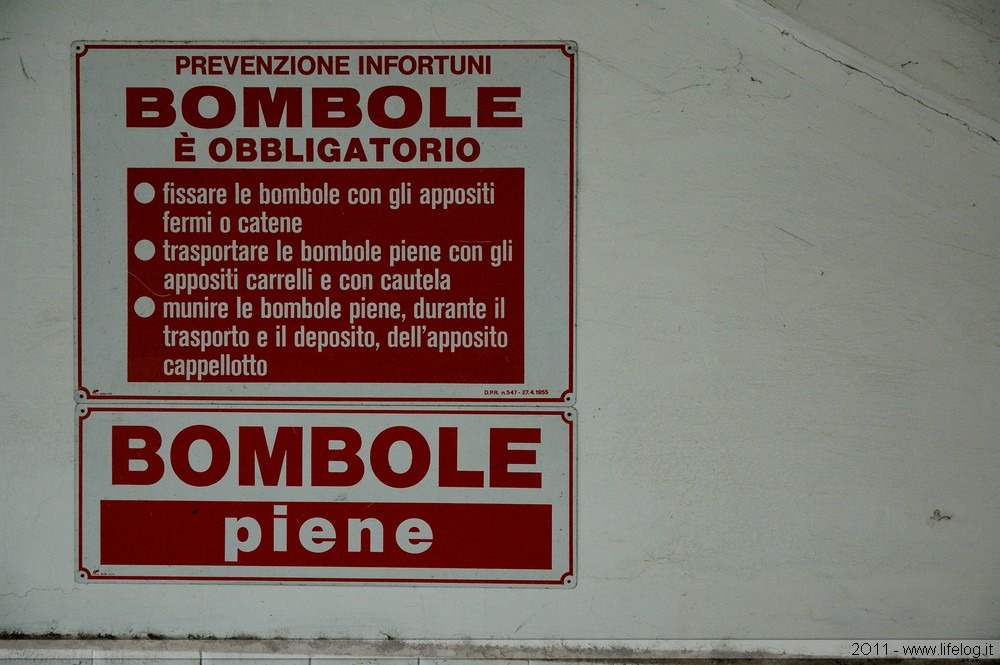 PREVENZIONE INFORTUNI
BOMBOLE
È OBBLIGATORIO
fissare le bombole con gli appositi
fermi o catene
trasportare le bombole piene con gli
appositi carrelli e con cautela
munire le bombole piene, durante il
trasporto e il deposito, dell'apposito
cappellotto
D.P.R. n.547 - 27.4.1955
BOMBOLE
piene
2011 - www.lifelog.it